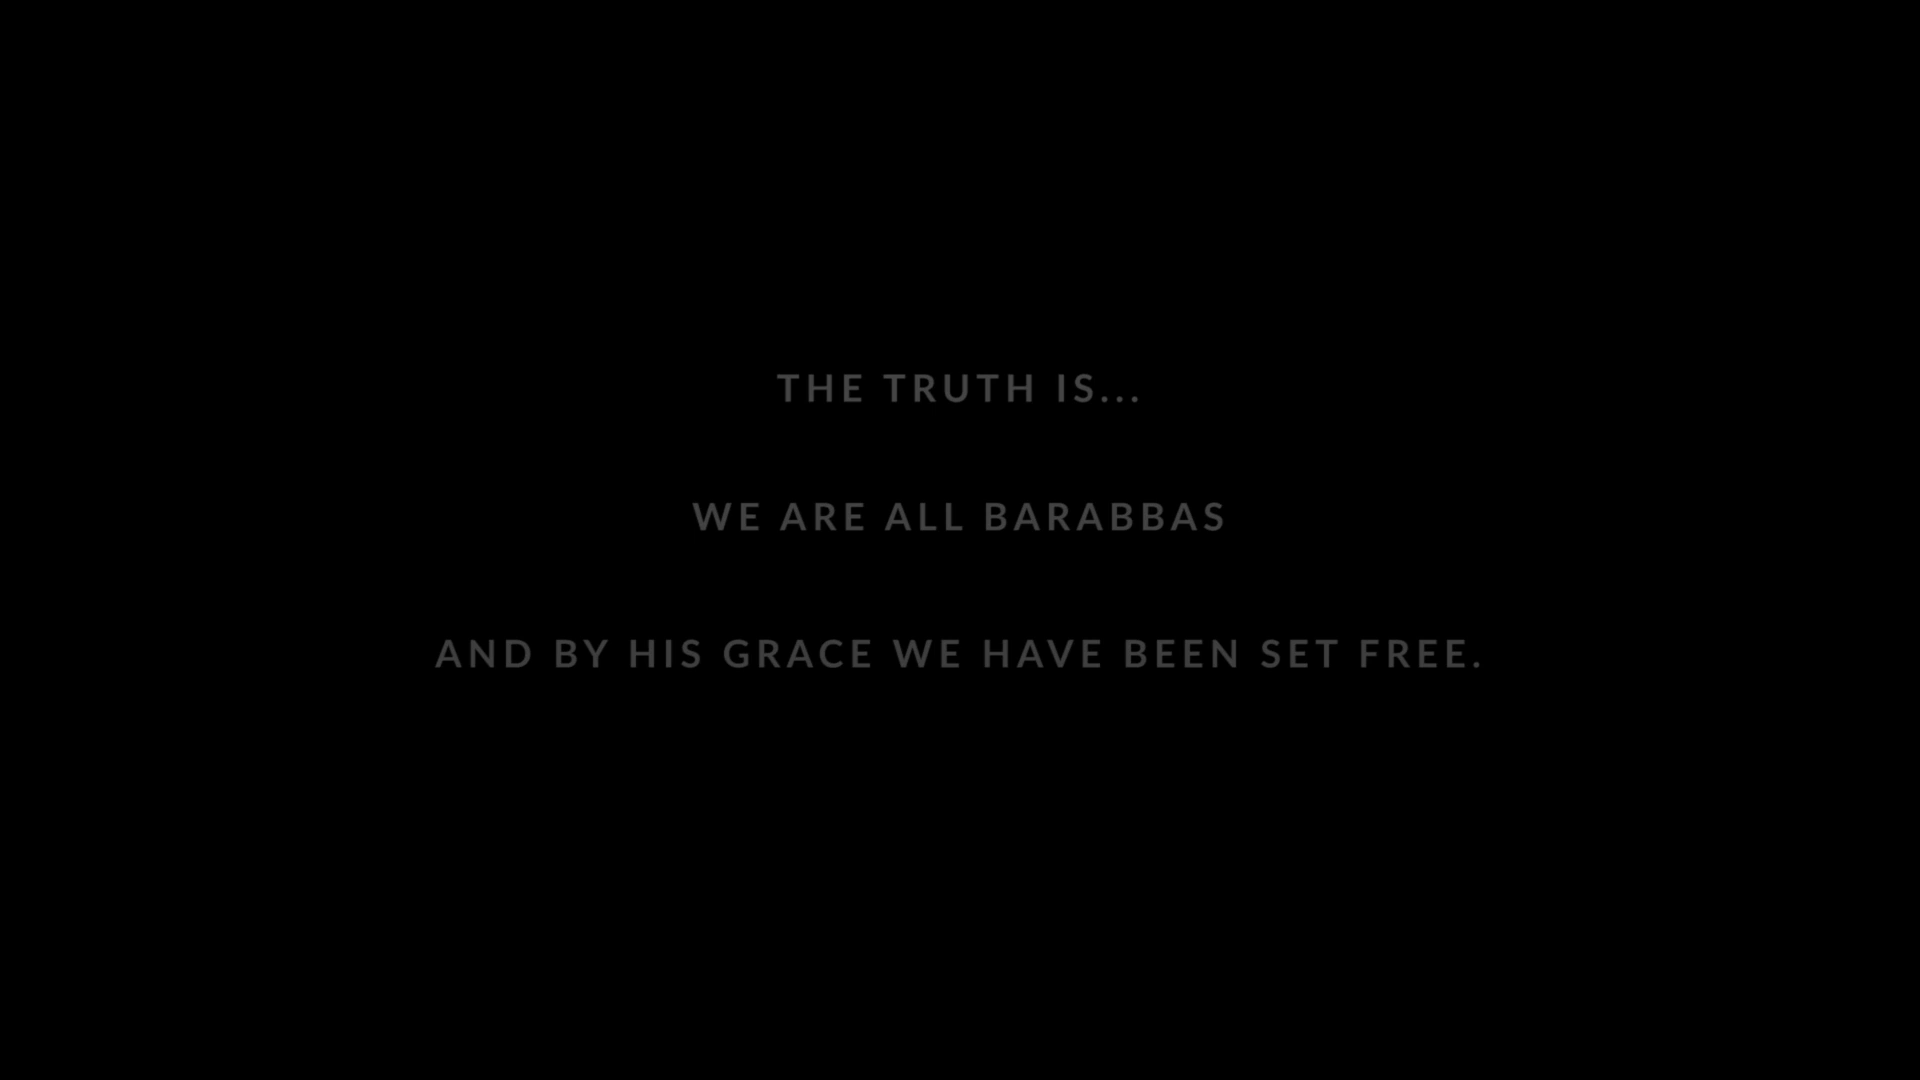 THE TRUTH IS...
WE ARE ALL BARABBAS
AND BY HIS GRACE WE HAVE BEEN SET FREE.